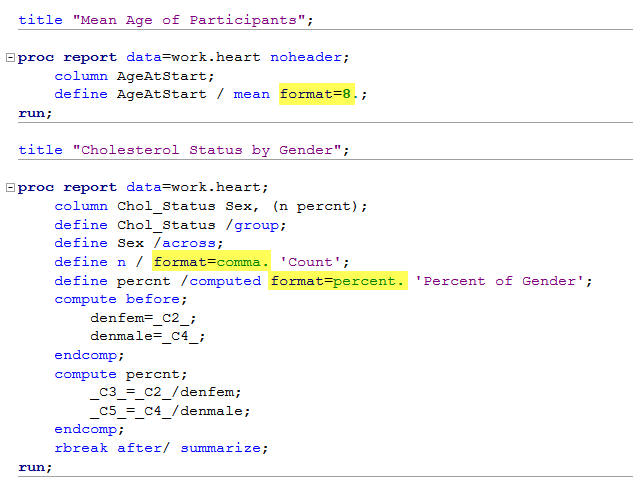 title "Mean Age of Participants";
proc report data=work.heart noheader;
column AgeAtStart;
define AgeAtStart / mean format=8.;
run;
title "Cholesterol Status by Gender";
proc report data=work.heart;
column Chol_Status Sex, (n percnt);
define Chol_Status /group;
define Sex /across;
define n / format=comma. 'Count';
define percnt /computed format=percent. 'Percent of Gender';
compute before;
denfem=_C2_;
denmale=_C4_;
endcomp;
compute percnt;
_C3_=_C2_/denfem;
_C5_=_C4_/denmale;
endcomp;
rbreak after/ summarize;
run;